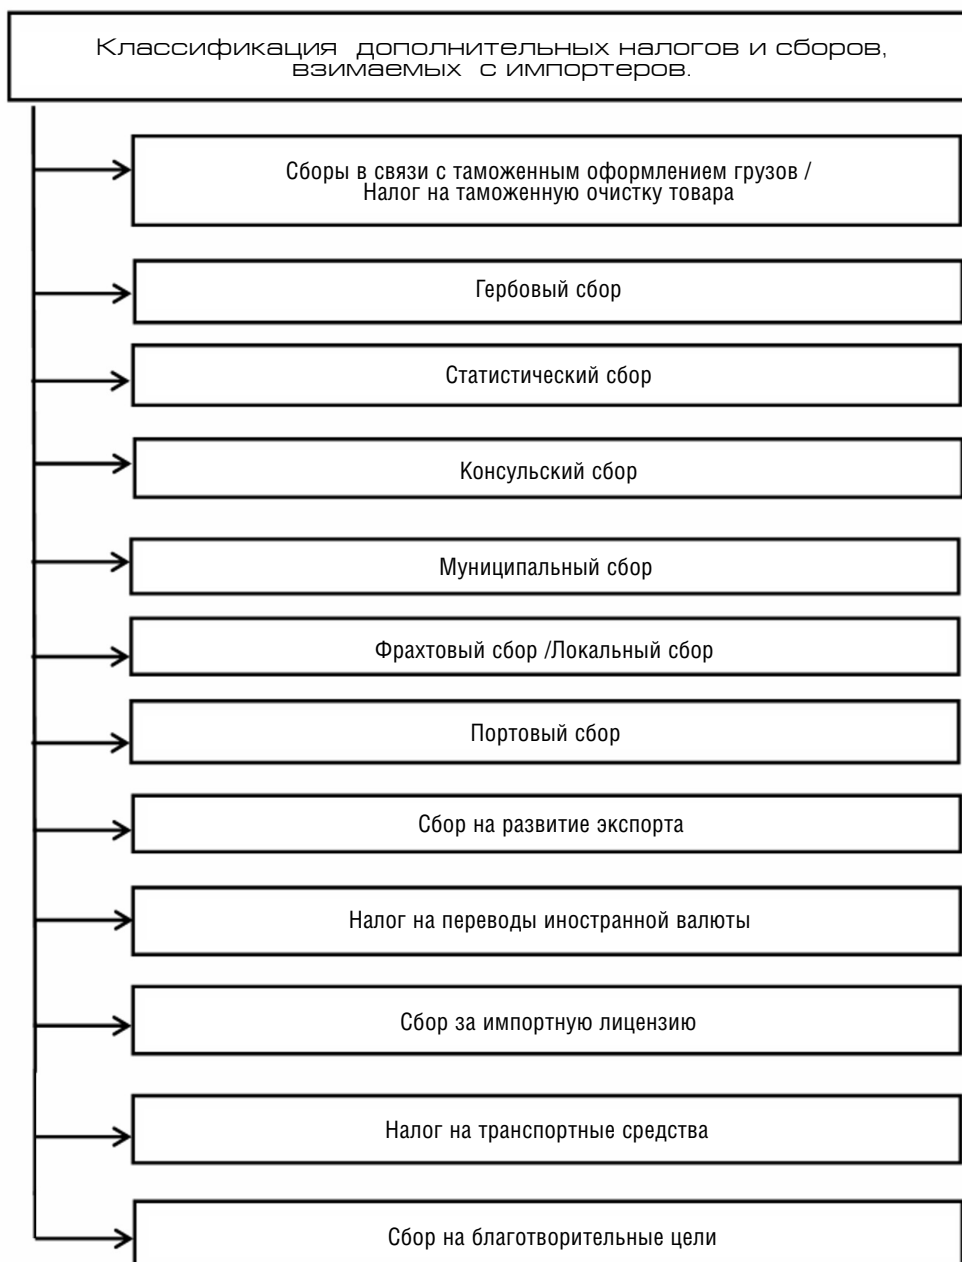 Классификация дополнительных налогов и сборов,
взимаемых с импортеров.
Сборы в связи с таможенным оформлением грузов /
Налог на таможенную очистку товара
Гербовый сбор
Статистический сбор
Консульский сбор
Муниципальный сбор
Фрахтовый сбор /Локальный сбор
Портовый сбор
Сбор на развитие экспорта
Налог на переводы иностранной валюты
Сбор за импортную лицензию
Налог на транспортные средства
Сбор на благотворительные цели